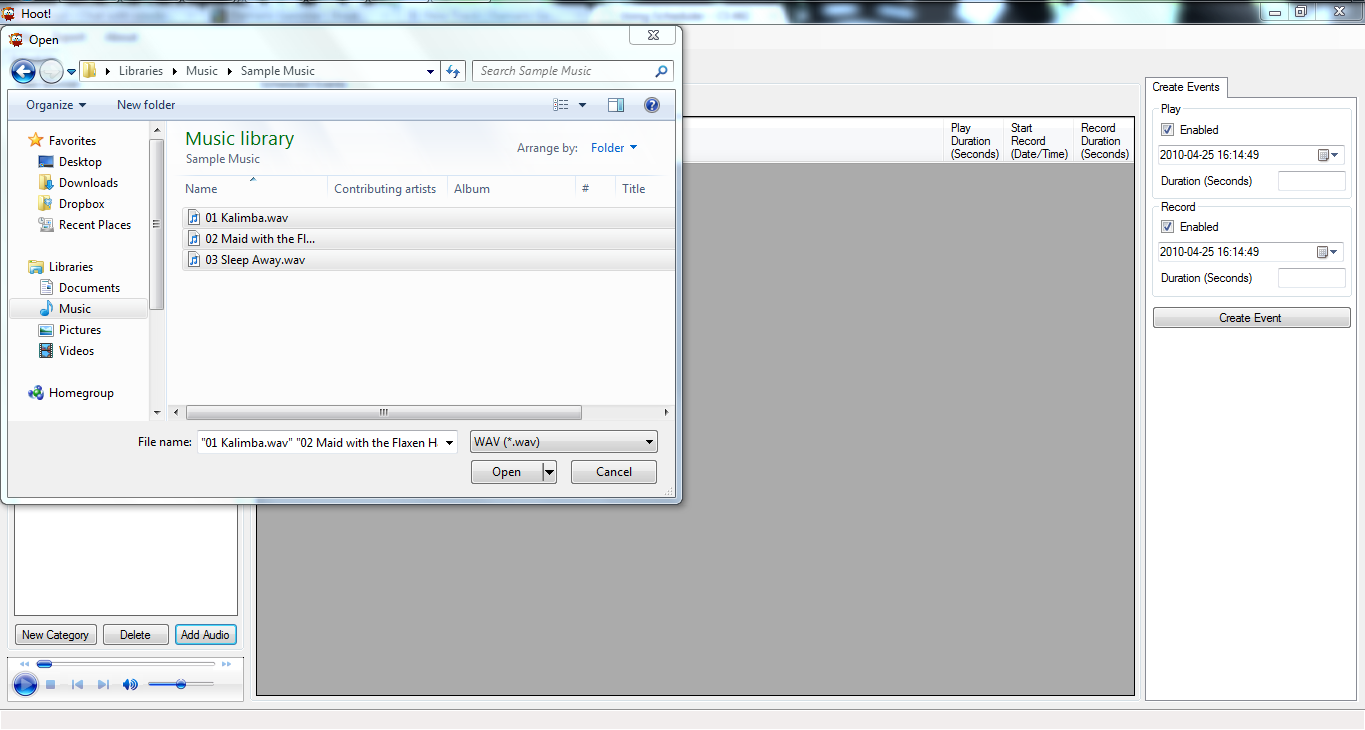 Hoot!
Open
Libraries Music Sample Music
Search Sample Music
Organize New folder
Favorites
Desktop
Downloads
Dropbox
Recent Places
Libraries
Documents
Music
Pictures
Videos
Homegroup
Music library
Sample Music
Arrange by: Folder
Name Contributing artists Album # Title
01 Kalimba.wav
02 Maid with the Fl...
03 Sleep Away.wav
File name: "01 Kalimba.wav" "02 Maid with the Flaxen H
WAV (*.wav)
Open Cancel
New Category Delete Add Audio
Play
Duration
(Seconds)
Start
Record
(Date/Time)
Record
Duration
(Seconds)
Create Events
Play
Enabled
2010-04-25 16:14:49
Duration (Seconds)
Record
Enabled
2010-04-25 16:14:49
Duration (Seconds)
Create Event